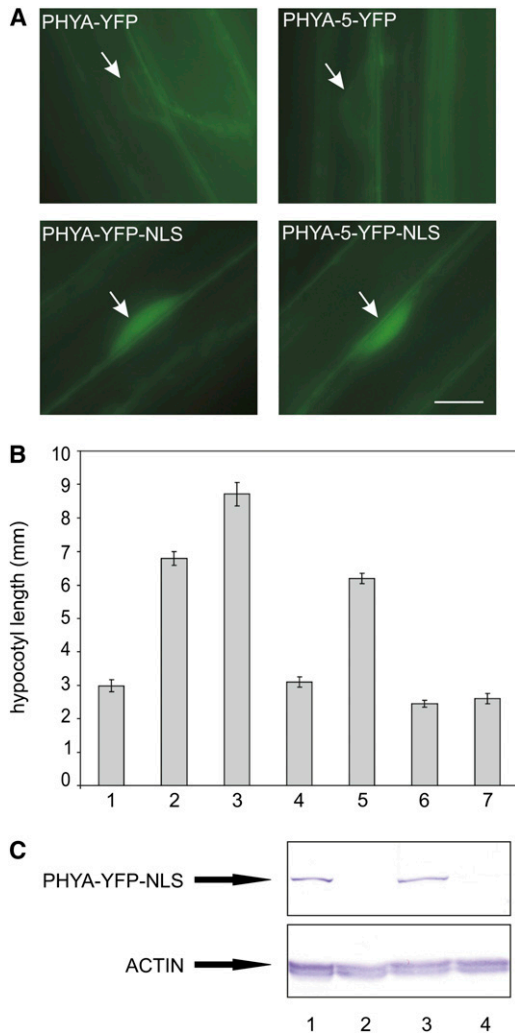 A
PHYA-YFP
PHYA-5-YFP
PHYA-YFP-NLS
PHYA-5-YFP-NLS
B
hypocotyl length (mm)
10
9
8
7
6
5
4
3
2
1
0
1 2 3 4 5 6 7
C
PHYA-YFP-NLS
ACTIN
1 2 3 4